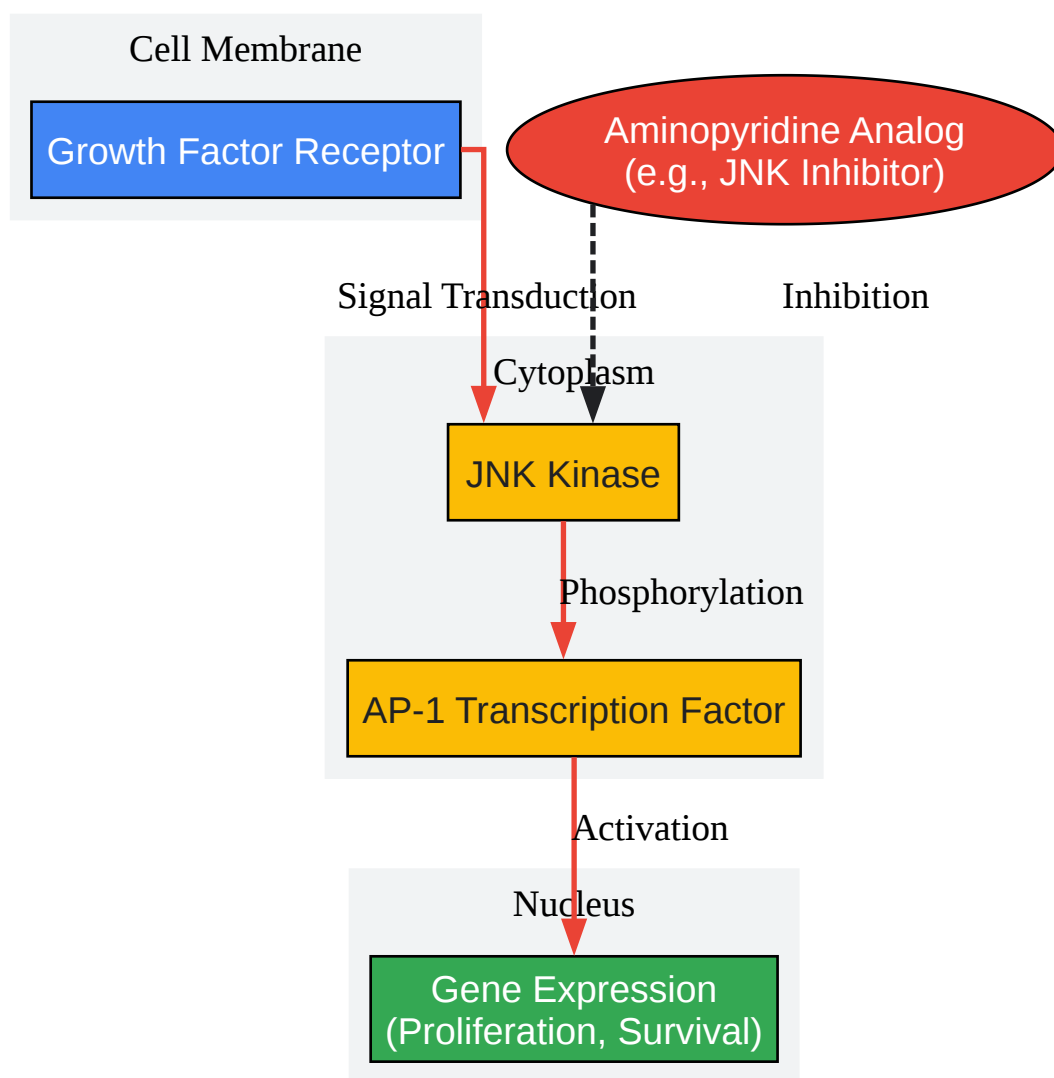 Cell Membrane
Growth Factor Receptor
Aminopyridine Analog
(e.g., JNK Inhibitor)
Signal Transduction
Inhibition
Cytoplasm
JNK Kinase
Phosphorylation
AP-1 Transcription Factor
Activation
Nucleus
Gene Expression
(Proliferation, Survival)